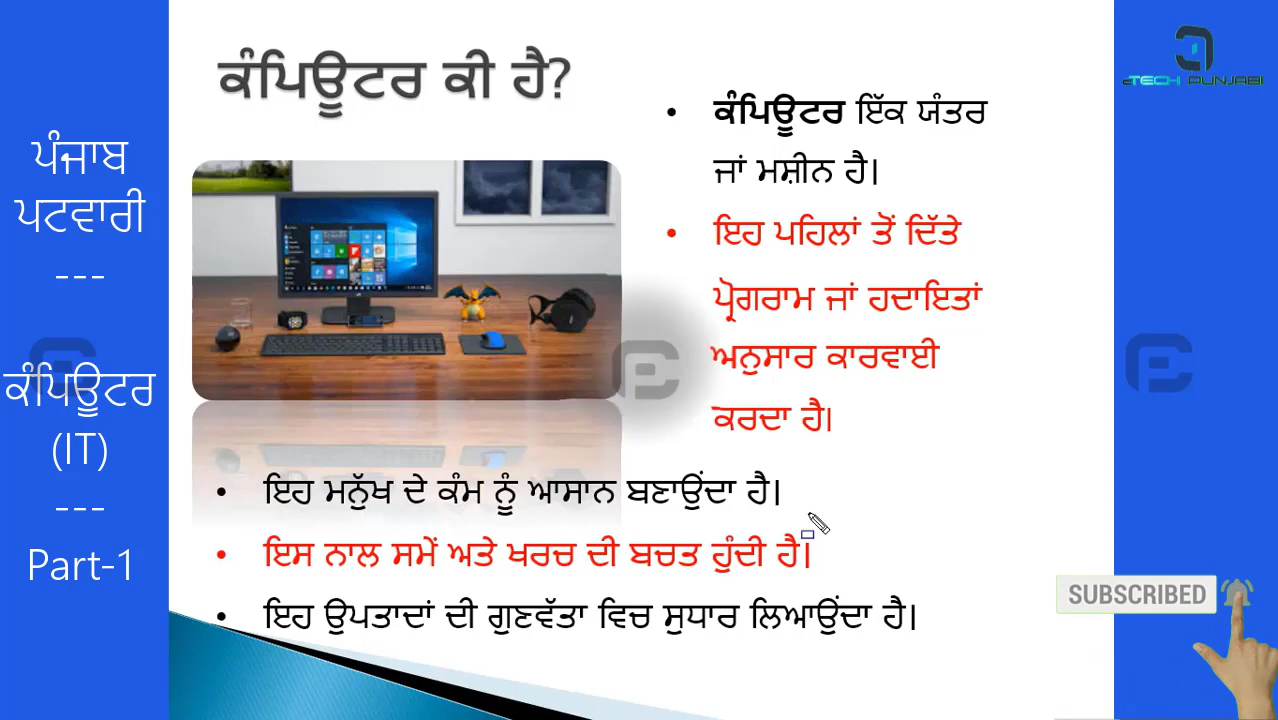 ਕੰਪਿਊਟਰ ਕੀ ਹੈ?
ਪੰਜਾਬ
ਪਟਵਾਰੀ
---
ਕੰਪਿਊਟਰ
(IT)
---
Part-1
• ਕੰਪਿਊਟਰ ਇੱਕ ਯੰਤਰ
ਜਾਂ ਮਸ਼ੀਨ ਹੈ।
• ਇਹ ਪਹਿਲਾਂ ਤੋਂ ਦਿੱਤੇ
ਪ੍ਰੋਗਰਾਮ ਜਾਂ ਹਦਾਇਤਾਂ
ਅਨੁਸਾਰ ਕਾਰਵਾਈ
ਕਰਦਾ ਹੈ।
• ਇਹ ਮਨੁੱਖ ਦੇ ਕੰਮ ਨੂੰ ਆਸਾਨ ਬਣਾਉਂਦਾ ਹੈ।
• ਇਸ ਨਾਲ ਸਮੇਂ ਅਤੇ ਖਰਚ ਦੀ ਬਚਤ ਹੁੰਦੀ ਹੈ।
• ਇਹ ਉਪਤਾਦਾਂ ਦੀ ਗੁਣਵੱਤਾ ਵਿਚ ਸੁਧਾਰ ਲਿਆਉਂਦਾ ਹੈ।
TECH PUNJABI
SUBSCRIBED